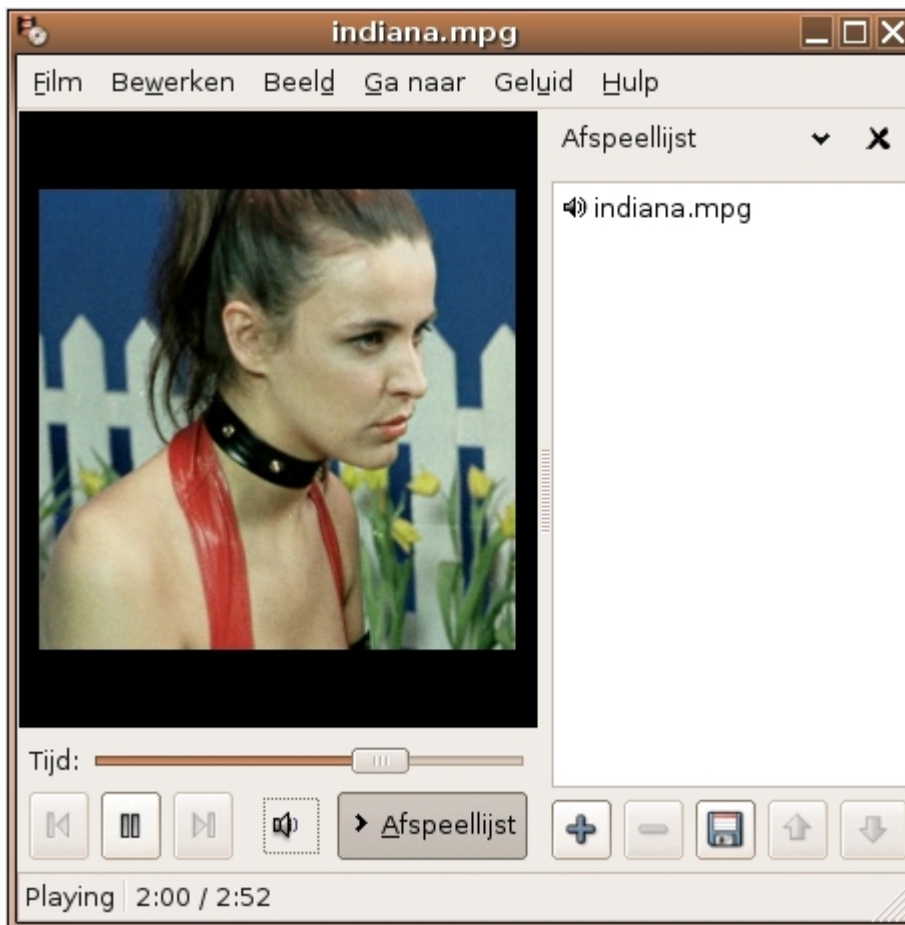 indiana.mpg
Film Bewerken Beeld Ga naar Geluid Hulp
Afspeellijst
indiana.mpg
Tijd:
Afspeellijst
Playing 2:00 / 2:52